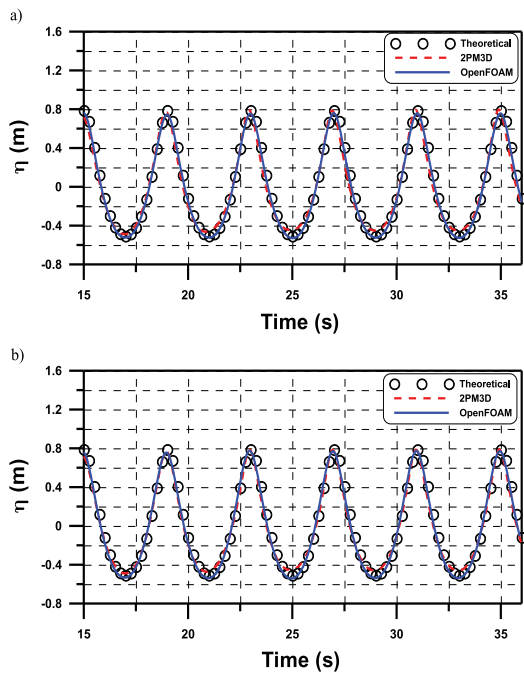 a)
1.6
1.2
0.8
0.4
0
-0.4
-0.8
η (m)
Theoretical
2PM3D
OpenFOAM
15 20 25 30 35
Time (s)
b)
1.6
1.2
0.8
0.4
0
-0.4
-0.8
η (m)
Theoretical
2PM3D
OpenFOAM
15 20 25 30 35
Time (s)